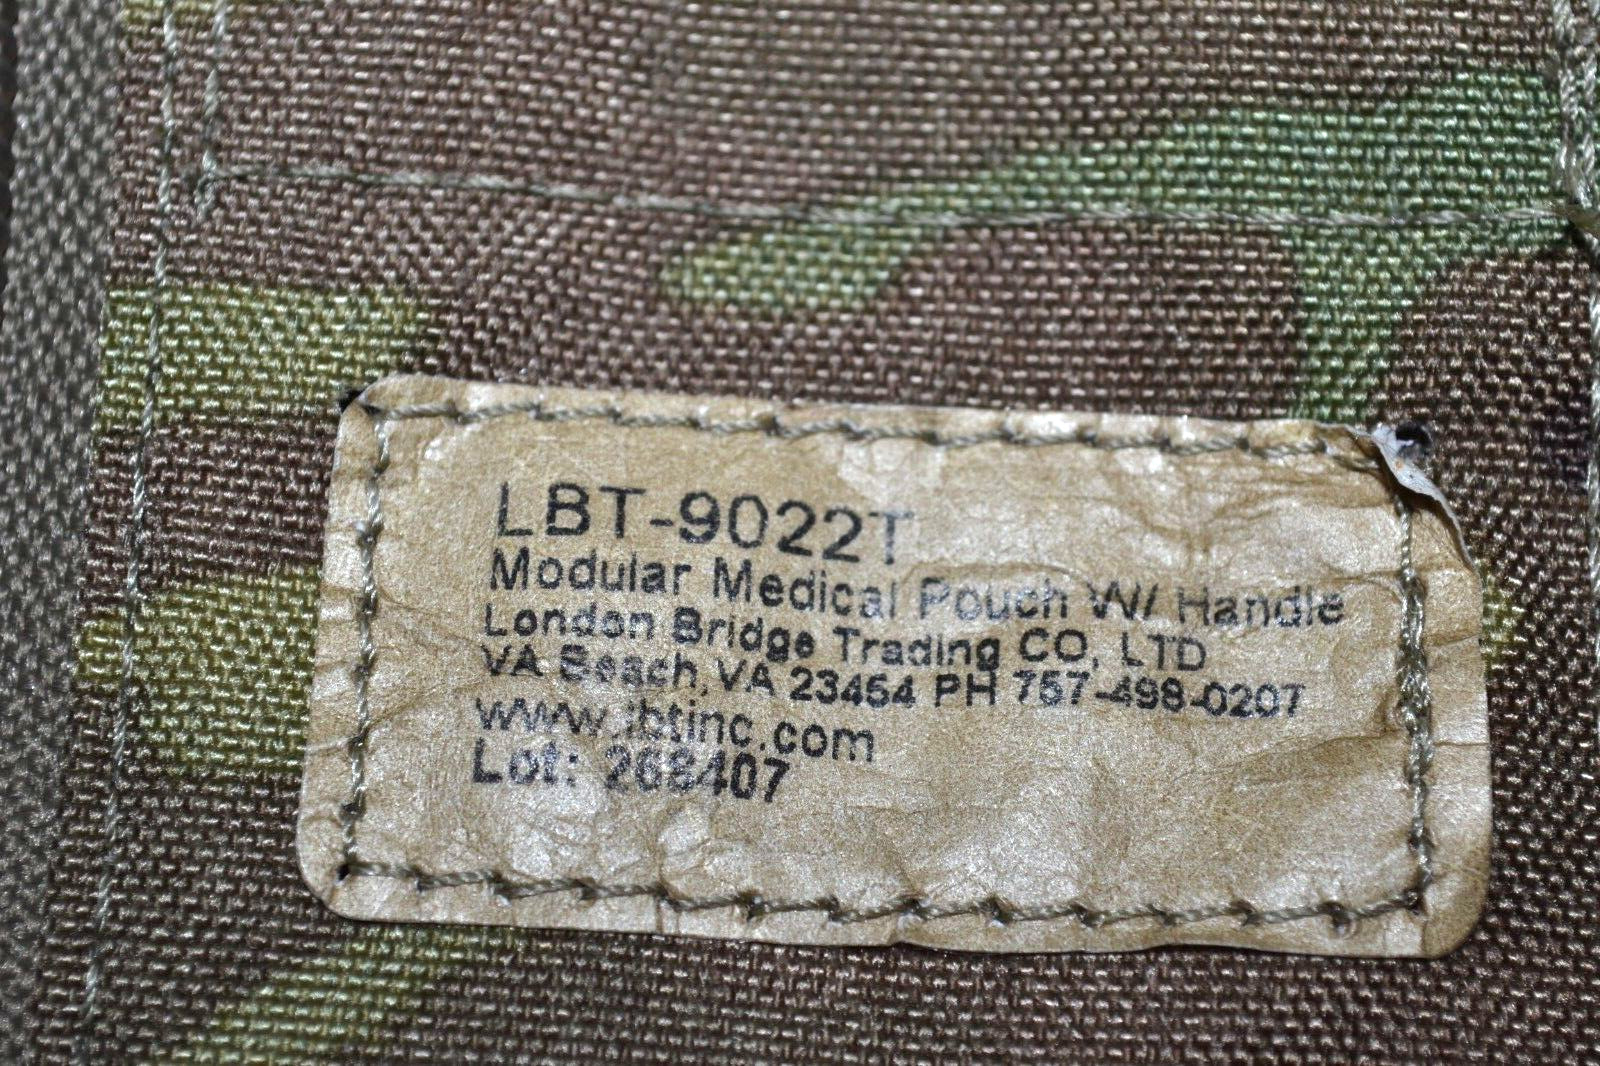 LBT-9022T
Modular Medical Pouch W/ Handle
London Bridge Trading CO, LTD
VA Beach, VA 23454 PH 757-498-0207
www.lbtinc.com
Lot: 268407